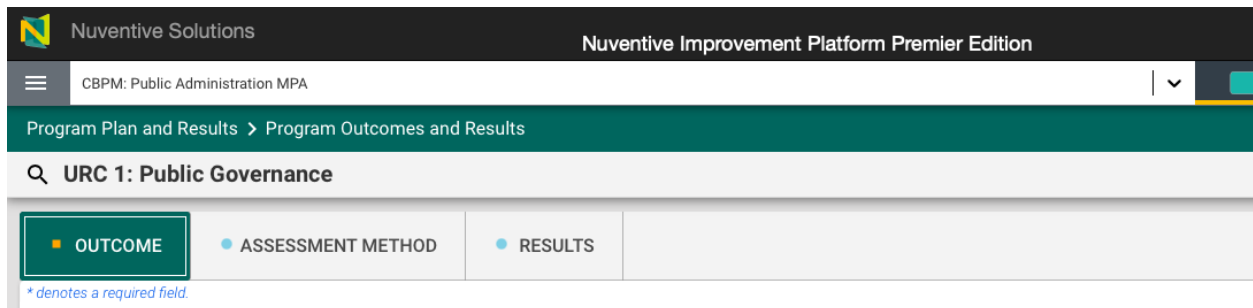 Nuventive Solutions
Nuventive Improvement Platform Premier Edition
CBPM: Public Administration MPA
Program Plan and Results > Program Outcomes and Results
URC 1: Public Governance
OUTCOME
ASSESSMENT METHOD
RESULTS
* denotes a required field.